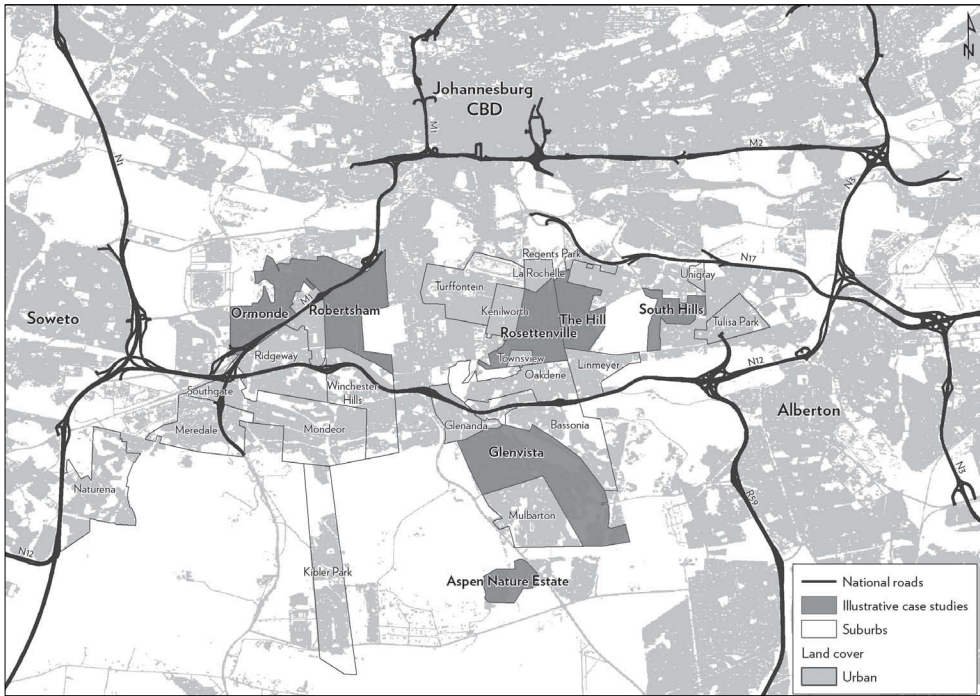 N
Johannesburg
CBD
M1
N1
M2
N3
Regents Park
La Rochelle
N17
Unigray
Turffontein
Kenilworth
M1
Soweto
Ormonde
Robertsham
The Hill
South Hills
Rosettenville
Tulisa Park
Ridgeway
Townsview
Oakdene
Linmeyer
N12
Southgate
Winchester
Hills
Alberton
Meredale
Mondeor
Glenanda
Bassonia
Glenvista
N3
Naturena
R59
Mulbarton
N12
Kibler Park
Aspen Nature Estate
National roads
Illustrative case studies
Suburbs
Land cover
Urban